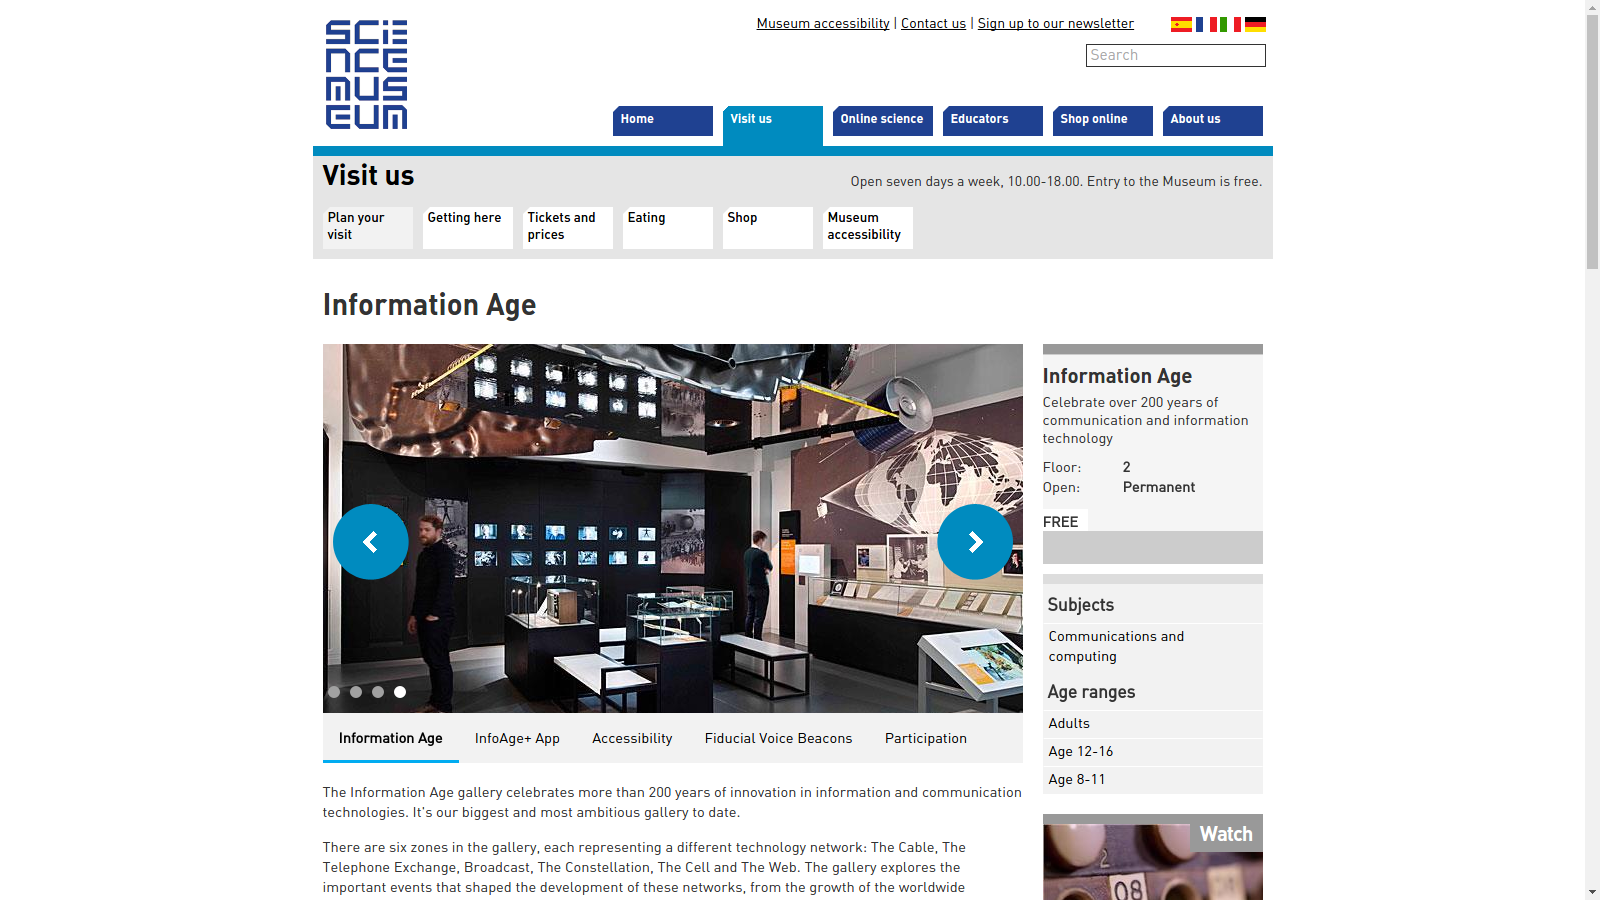 SCIENCE MUSEUM
Museum accessibility | Contact us | Sign up to our newsletter
Search
Home
Visit us
Online science
Educators
Shop online
About us
Visit us
Open seven days a week, 10.00-18.00. Entry to the Museum is free.
Plan your
visit
Getting here
Tickets and
prices
Eating
Shop
Museum
accessibility
Information Age
Information Age
Celebrate over 200 years of
communication and information
technology
Floor: 2
Open: Permanent
FREE
Subjects
Communications and
computing
Age ranges
Adults
Age 12-16
Age 8-11
Watch
2
08
Information Age
InfoAge+ App
Accessibility
Fiducial Voice Beacons
Participation
The Information Age gallery celebrates more than 200 years of innovation in information and communication
technologies. It's our biggest and most ambitious gallery to date.
There are six zones in the gallery, each representing a different technology network: The Cable, The
Telephone Exchange, Broadcast, The Constellation, The Cell and The Web. The gallery explores the
important events that shaped the development of these networks, from the growth of the worldwide